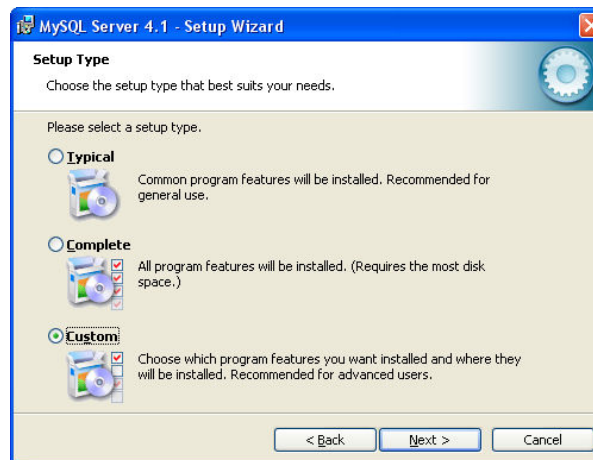 MySQL Server 4.1 - Setup Wizard
Setup Type
Choose the setup type that best suits your needs.
Please select a setup type.
Typical
Common program features will be installed. Recommended for
general use.
Complete
All program features will be installed. (Requires the most disk
space.)
Custom
Choose which program features you want installed and where they
will be installed. Recommended for advanced users.
< Back Next > Cancel